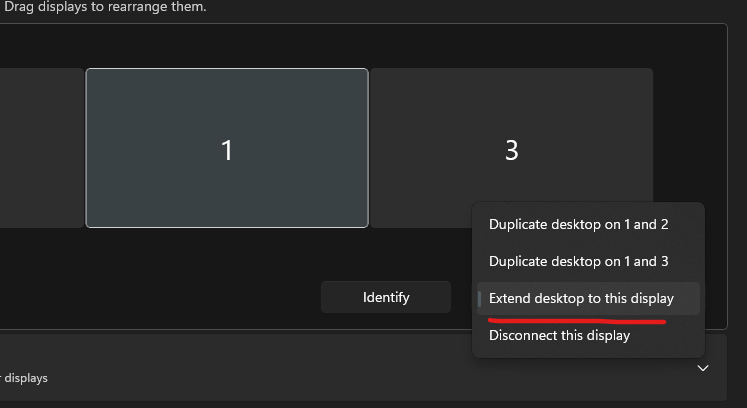 Drag displays to rearrange them.
1
3
Duplicate desktop on 1 and 2
Duplicate desktop on 1 and 3
Identify
Extend desktop to this display
Disconnect this display
displays